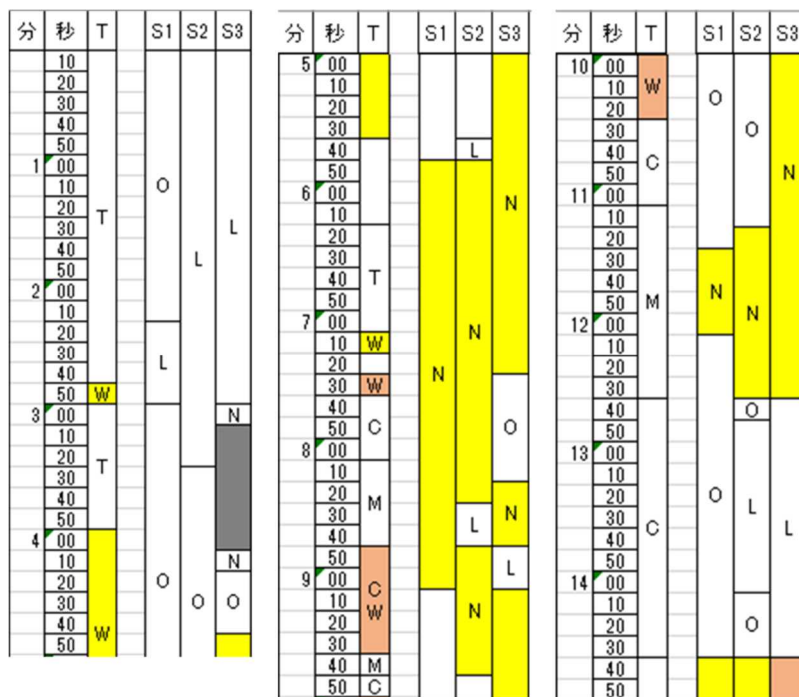 分 秒 T S1 S2 S3
10
20
30
40
50
1 00
10
20 O
30 T L
40 L
50
2 00
10
20
30 L
40
50 W
3 00 N
10
20 T
30
40
50
4 00
10 N
20 O
30 O O
40
50 W
分 秒 T S1 S2 S3
5 00
10
20
30
40 L
50
6 00 N
10
20
30
40 T
50
7 00 N
10 W
20 N
30 W
40
50 C O
8 00
10
20 M
30 L N
40
50
9 00 C L
10 W
20 N
30
40 M
50 C
分 秒 T S1 S2 S3
10 00
10 W O
20 O
30
40 C
50 N
11 00
10
20
30
40 N
50 M N
12 00
10
20
30
40 O
50
13 00
10
20 O L
30 C L
40
50
14 00
10
20 O
30
40
50